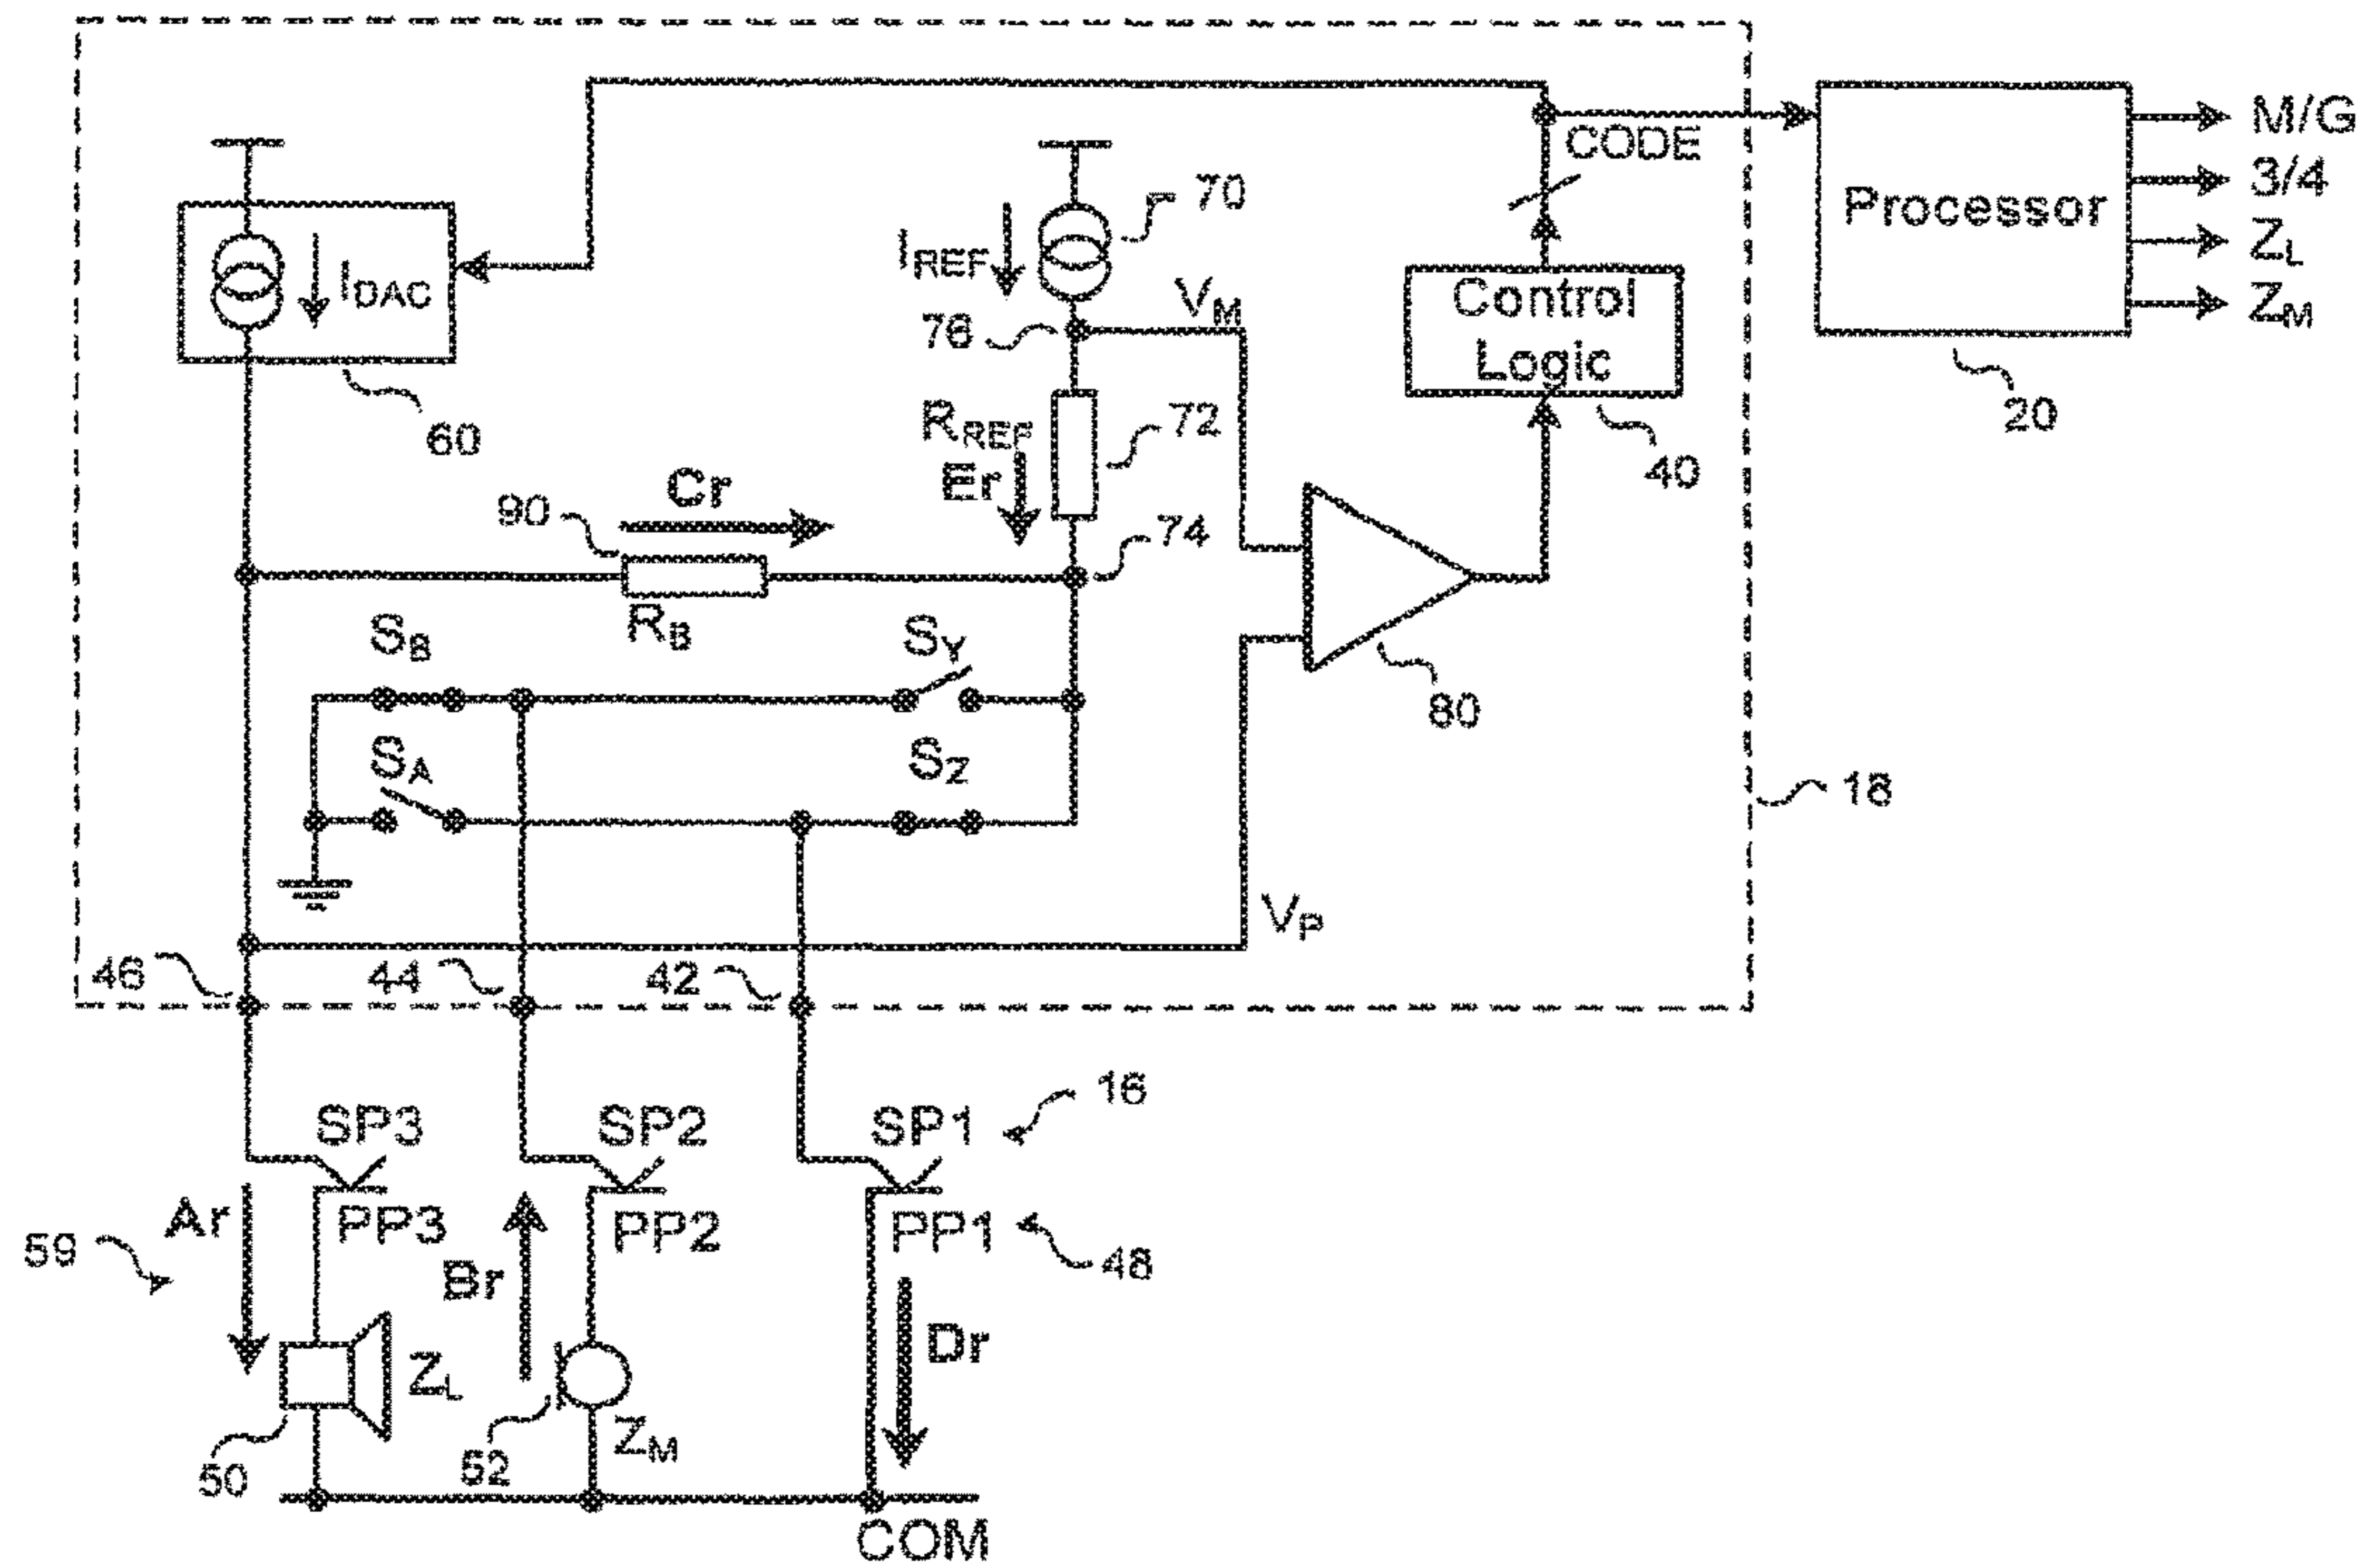 M/G
CODE
3/4
70
Processor
I_REF
Z_L
I_DAC
V_M
Control
Logic
76
Z_M
R_REF
72
20
60
Er
40
Cr
90
74
R_B
S_B
S_Y
80
S_A
S_Z
18
V_P
46
44
42
16
SP3
SP2
SP1
Ar
PP3
PP2
PP1
59
Br
48
Dr
Z_L
Z_M
50
52
COM